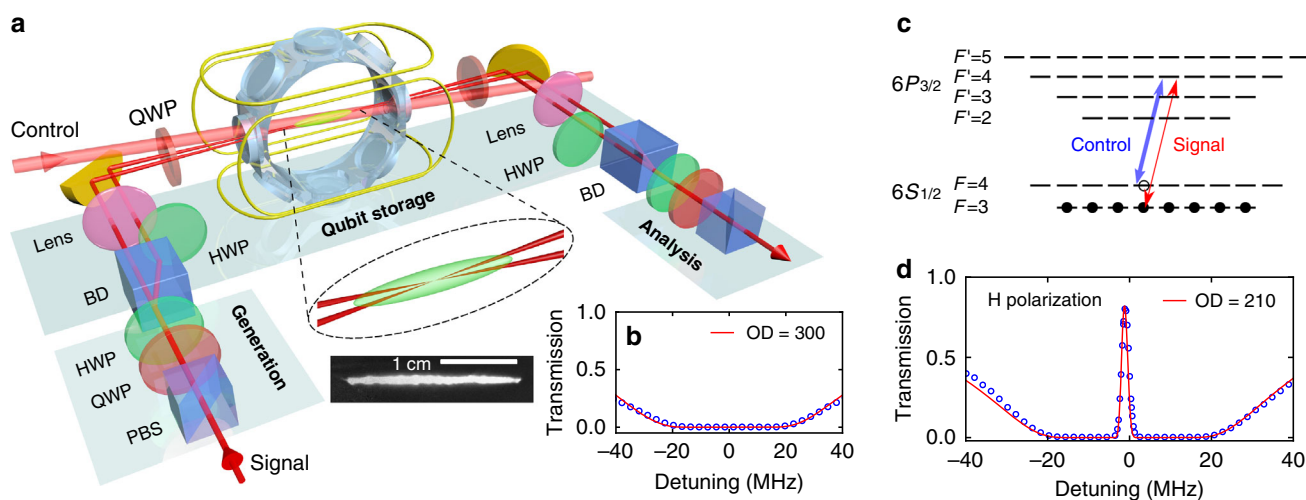 a
Control
QWP
Lens
HWP
BD
Qubit storage
Lens
HWP
BD
Analysis
HWP
QWP
PBS
Generation
Signal
1 cm
b
OD = 300
Transmission
1.0
0.5
0.0
−40 −20 0 20 40
Detuning (MHz)
c
6P3/2
F'=5
F'=4
F'=3
F'=2
Control
Signal
6S1/2
F=4
F=3
d
H polarization
OD = 210
Transmission
1.0
0.5
0.0
−40 −20 0 20 40
Detuning (MHz)